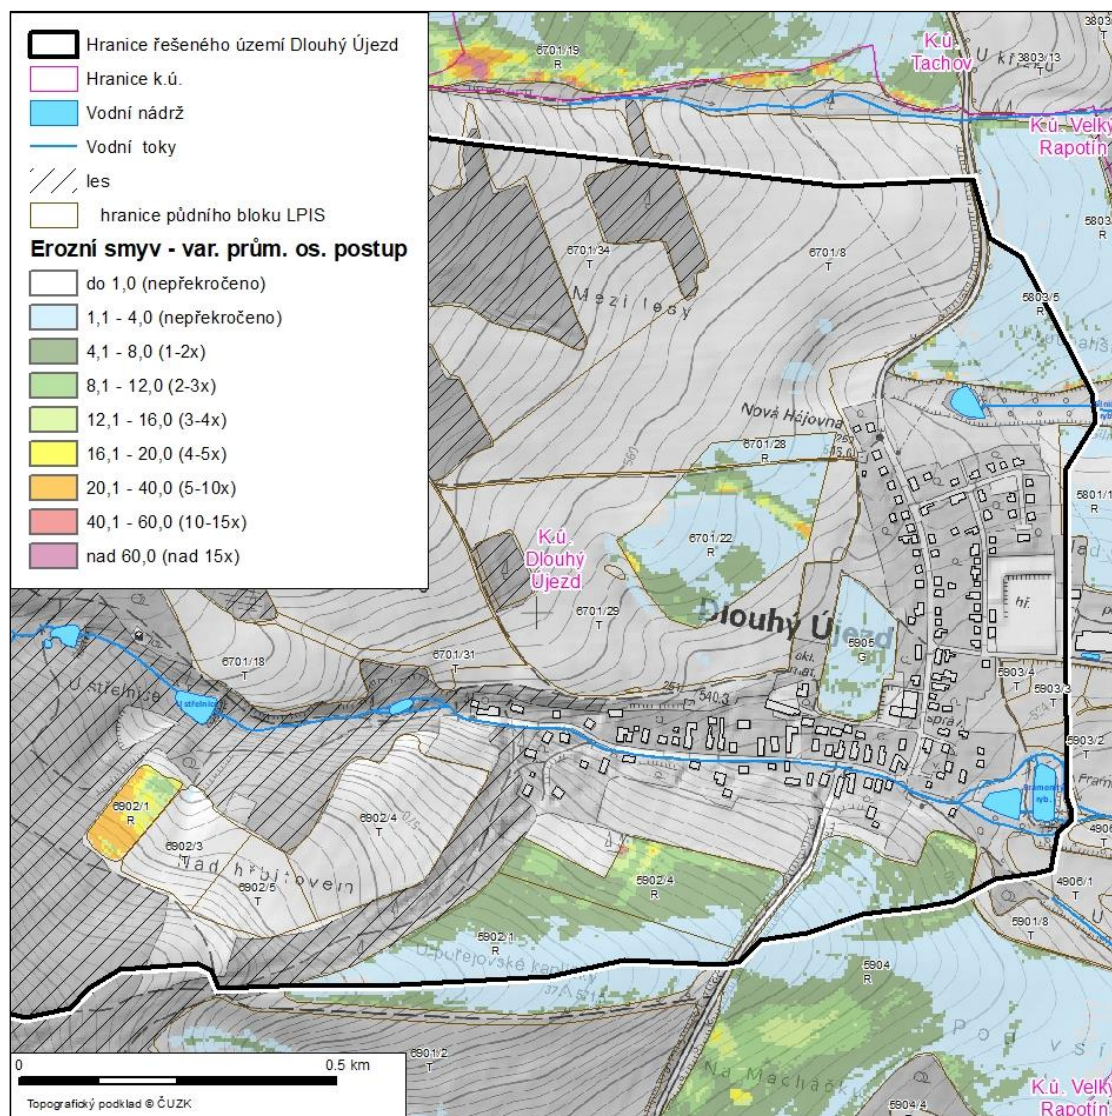 Hranice řešeného území Dlouhý Újezd
Hranice k.ú.
Vodní nádrž
Vodní toky
les
hranice půdního bloku LPIS
Erozní smyv - var. prům. os. postup
do 1,0 (nepřekročeno)
1,1 - 4,0 (nepřekročeno)
4,1 - 8,0 (1-2x)
8,1 - 12,0 (2-3x)
12,1 - 16,0 (3-4x)
16,1 - 20,0 (4-5x)
20,1 - 40,0 (5-10x)
40,1 - 60,0 (10-15x)
nad 60,0 (nad 15x)
6701/19
R
K.ú.
Tachov
3803/13
T
K.ú. Velký
Rapotín
6701/34
T
6701/8
T
Mezi lesy
5803/5
R
Nová Hájovna
6701/28
R
6701/22
R
5801/1
R
K.ú.
Dlouhý
Újezd
6701/29
T
Dlouhý Újezd
5905
G
hř.
6701/18
T
6701/31
T
540.3
5903/4
T
5903/3
T
5903/2
T
U střelnice
U střelnice
6902/1
R
6902/3
T
6902/4
T
6902/5
T
Nad hřbitovem
5902/4
R
5902/1
R
4906/1
T
5901/8
T
5904
R
6901/2
T
Pod vsí
Na Macháčku
5904/4
T
K.ú. Velký
Rapotín
0
0.5 km
Topografický podklad © ČÚZK